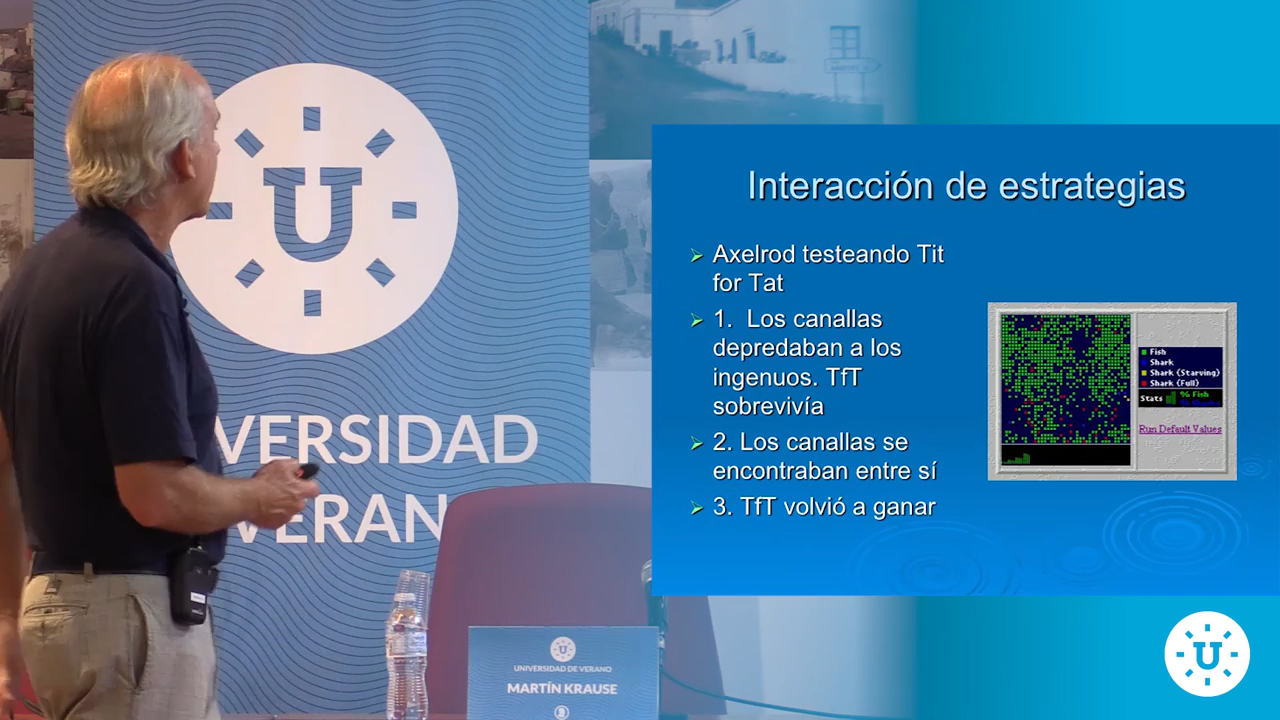 U
VERSIDAD
VERAN
UNIVERSIDAD DE VERANO
MARTÍN KRAUSE
Interacción de estrategias
Axelrod testeando Tit
for Tat
1. Los canallas
depredaban a los
ingenuos. TfT
sobrevivía
2. Los canallas se
encontraban entre sí
3. TfT volvió a ganar
Fish
Shark
Shark (Starving)
Shark (Full)
Stats
% Fish
Run Default Values
U